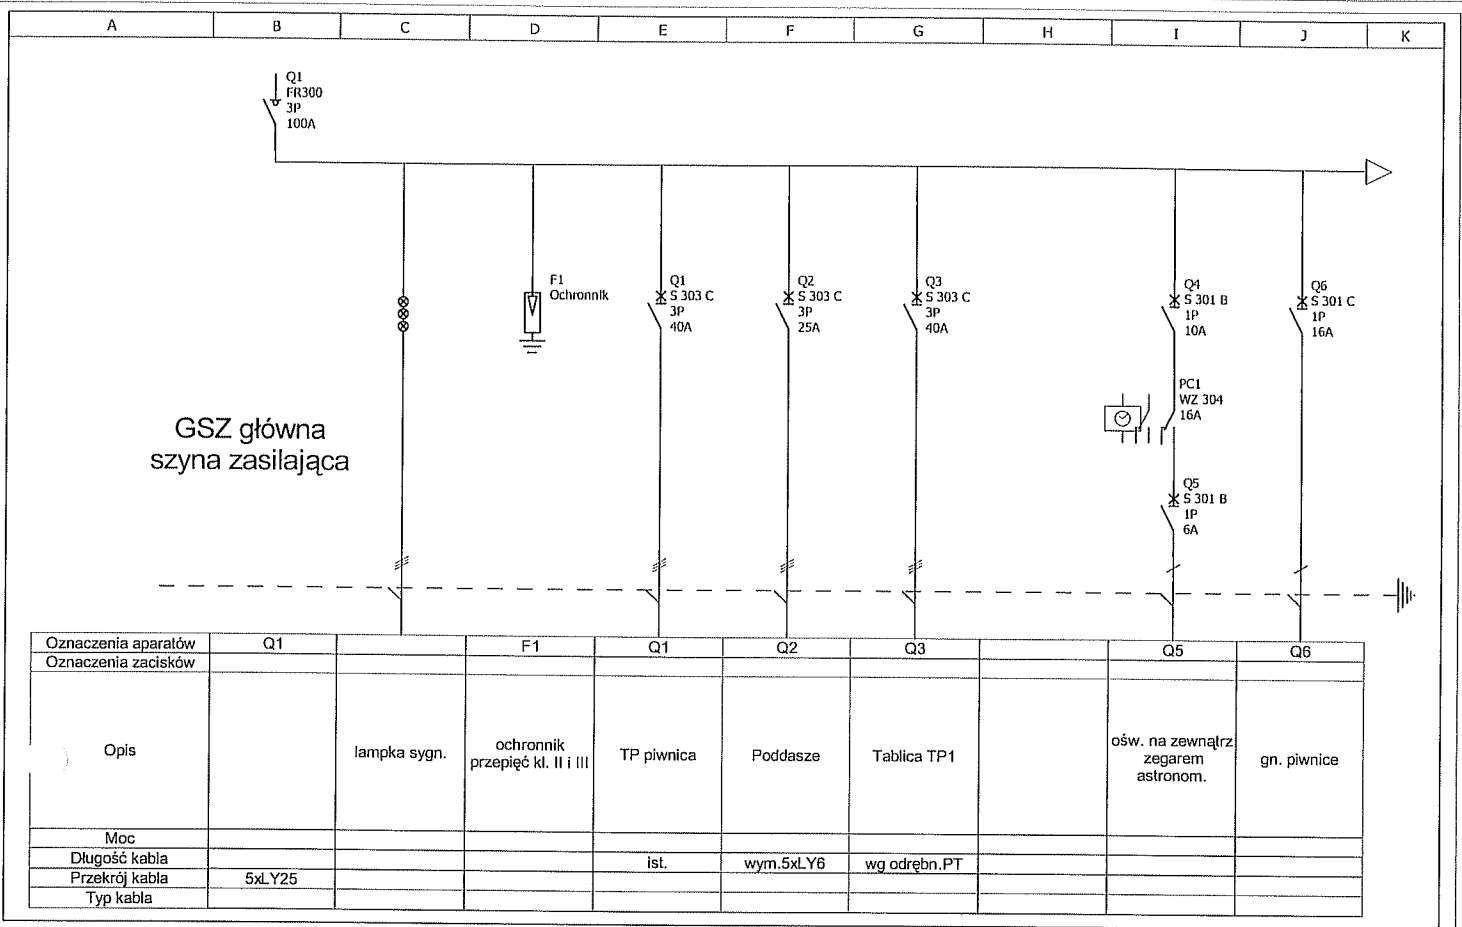 A B C D E F G H I J K
Q1
FR300
3P
100A
F1
Ochronnik
Q1
S 303 C
3P
40A
Q2
S 303 C
3P
25A
Q3
S 303 C
3P
40A
Q4
S 301 B
1P
10A
Q6
S 301 C
1P
16A
PC1
WZ 304
16A
Q5
S 301 B
1P
6A
GSZ główna
szyna zasilająca
Oznaczenia aparatów Q1 F1 Q1 Q2 Q3 Q5 Q6
Oznaczenia zacisków
Opis
lampka sygn.
ochronnik
przepięć kl. II i III
TP piwnica
Poddasze
Tablica TP1
ośw. na zewnątrz
zegarem
astronom.
gn. piwnice
Moc
Długość kabla ist. wym.5xLY6 wg odrębn.PT
Przekrój kabla 5xLY25
Typ kabla